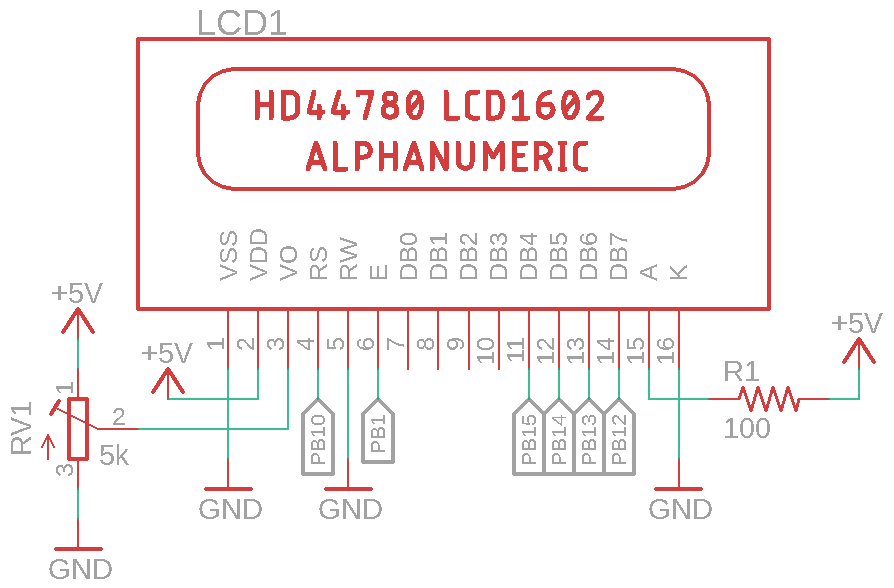 LCD1
HD44780 LCD1602
ALPHANUMERIC
VSS VDD VO RS RW E DB0 DB1 DB2 DB3 DB4 DB5 DB6 DB7 A K
1 2 3 4 5 6 7 8 9 10 11 12 13 14 15 16
+5V
+5V
+5V
RV1
1
2
3
5k
PB10 PB1 PB15 PB14 PB13 PB12
R1
100
GND
GND
GND
GND